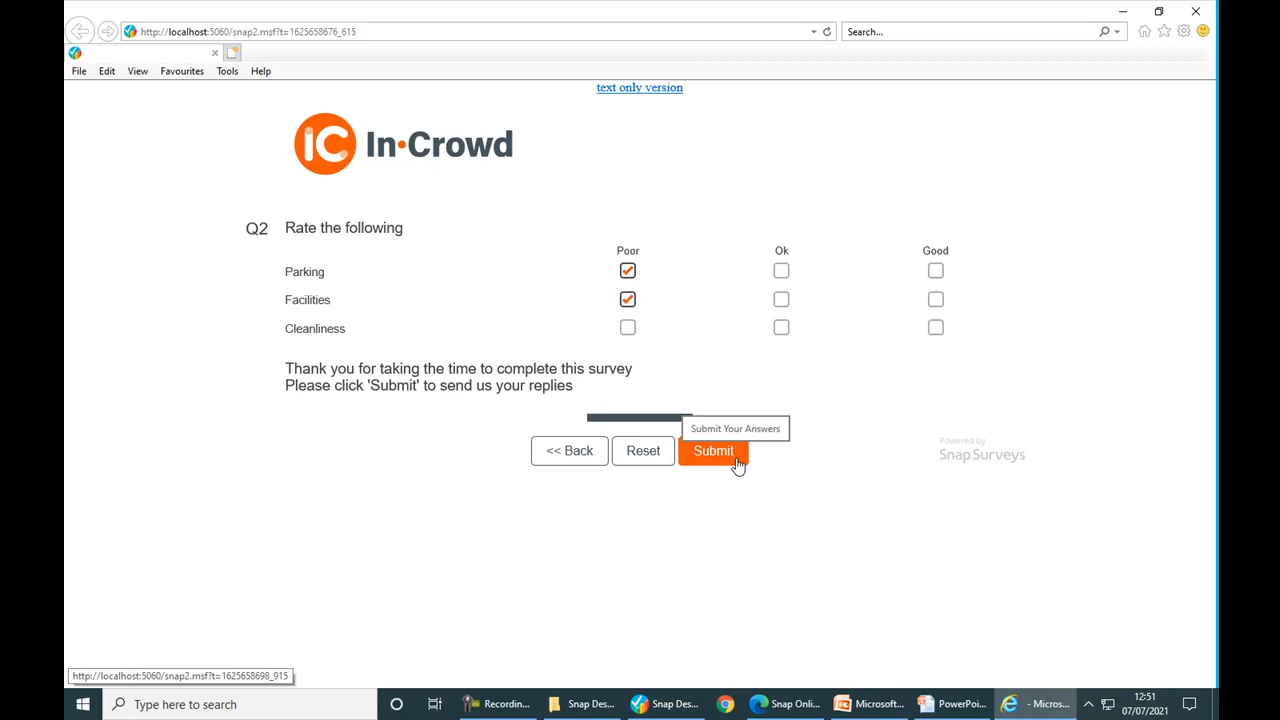 http://localhost:5060/snap2.msf?t=1625658676_615
Search...
File Edit View Favourites Tools Help
text only version
IC In•Crowd
Q2 Rate the following
Poor Ok Good
Parking
Facilities
Cleanliness
Thank you for taking the time to complete this survey
Please click 'Submit' to send us your replies
Submit Your Answers
<< Back Reset Submit
Powered by
Snap Surveys
http://localhost:5060/snap2.msf?t=1625658698_915
Type here to search
Recordin...
Snap Des...
Snap Des...
Snap Onli...
Microsoft...
PowerPoi...
- Micros...
12:51
07/07/2021